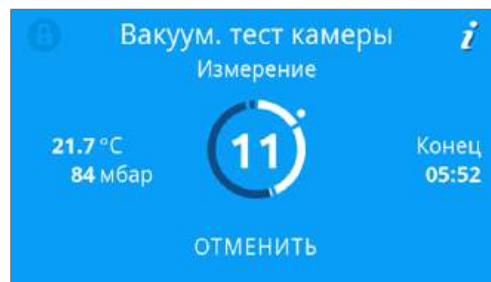 Вакуум. тест камеры
i
Измерение
21.7 °C
84 мбар
11
Конец
05:52
ОТМЕНИТЬ